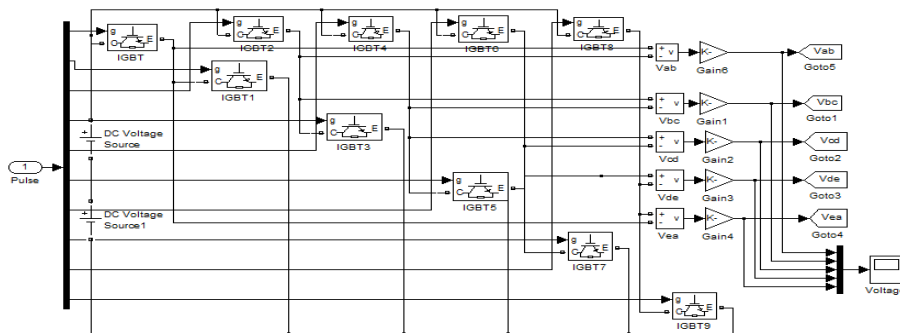 g
C
E
IGBT
g
C
E
IGBT2
g
C
E
IGBT4
g
C
E
IGBT6
g
C
E
IGBT8
g
C
E
IGBT1
g
C
E
IGBT3
g
C
E
IGBT5
g
C
E
IGBT7
g
C
E
IGBT9
DC Voltage
Source
DC Voltage
Source1
1
Pulse
+
-
v
Vab
K-
Gain6
Vab
Goto5
+
-
v
Vbc
K-
Gain1
Vbc
Goto1
+
-
v
Vcd
K-
Gain2
Vcd
Goto2
+
-
v
Vde
K-
Gain3
Vde
Goto3
+
-
v
Vea
K-
Gain4
Vea
Goto4
Voltage